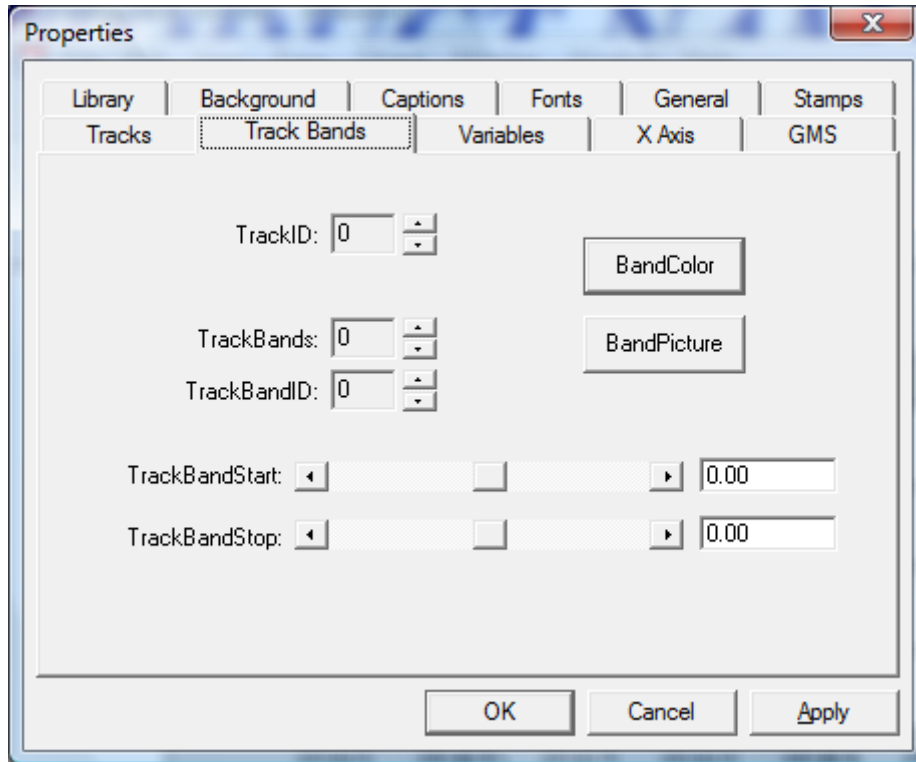 Properties
Library Background Captions Fonts General Stamps
Tracks Track Bands Variables X Axis GMS
TrackID: 0
BandColor
TrackBands: 0
BandPicture
TrackBandID: 0
TrackBandStart: 0.00
TrackBandStop: 0.00
OK Cancel Apply